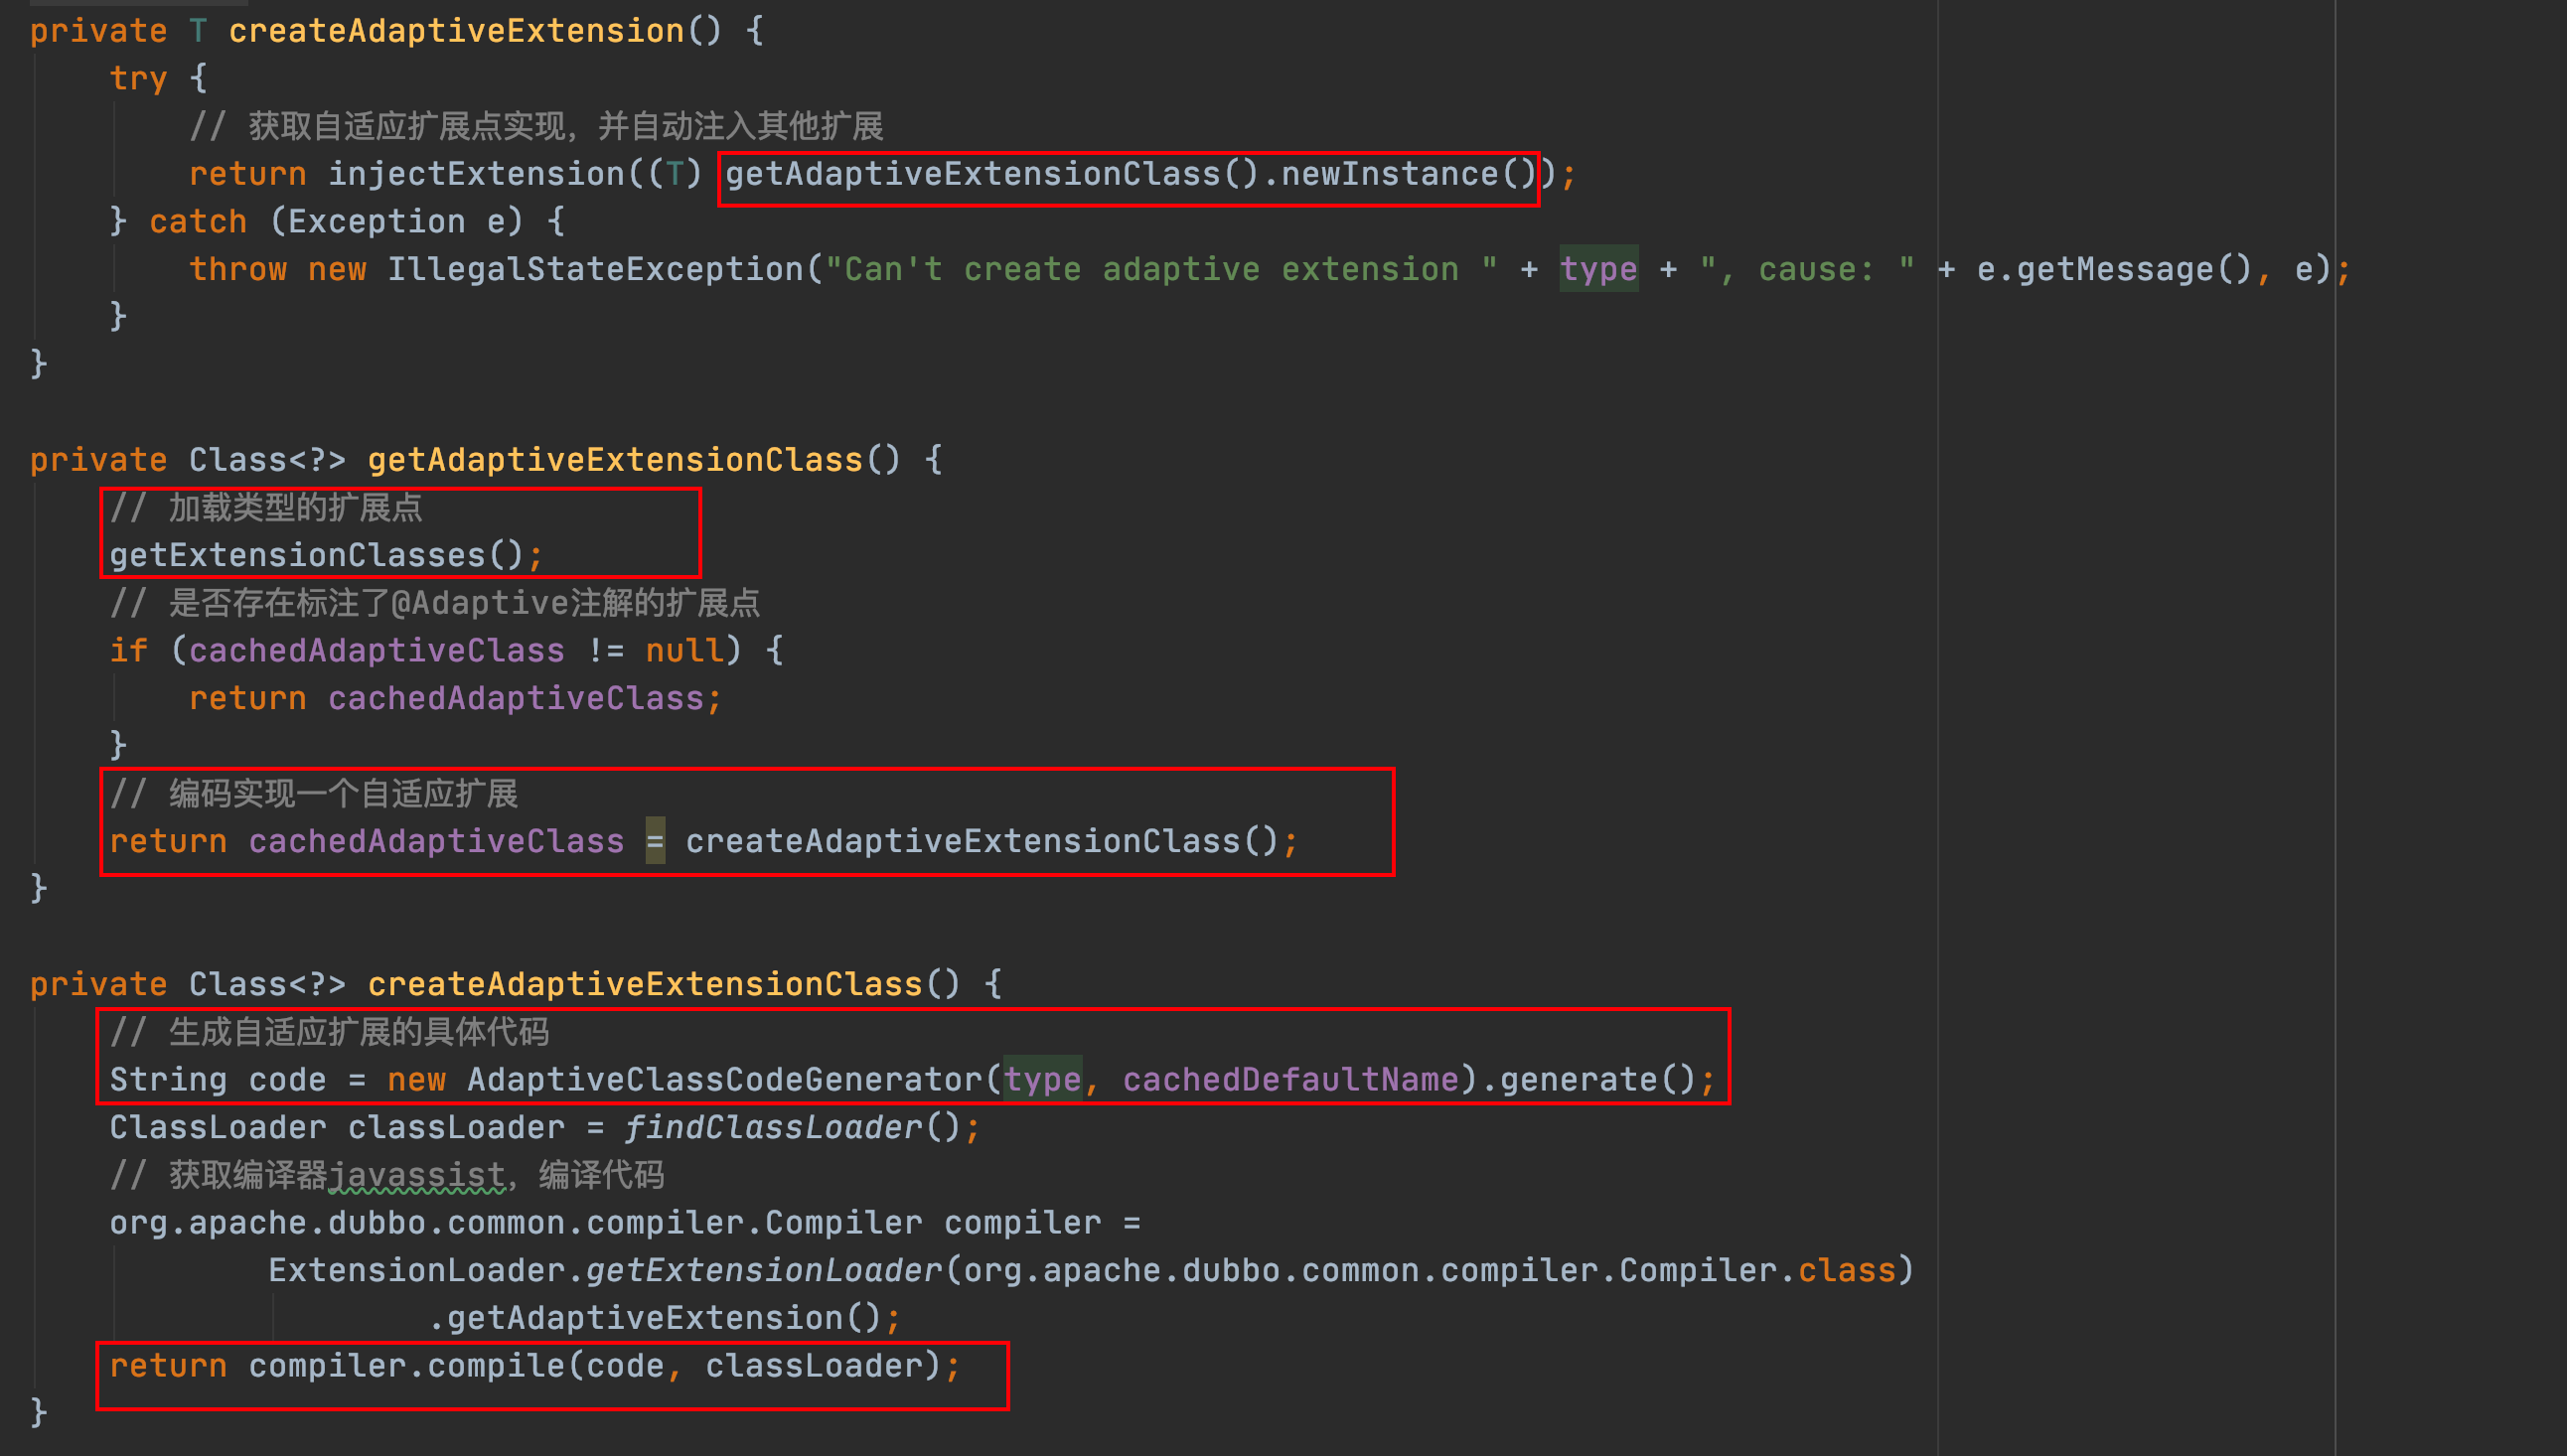 private T createAdaptiveExtension() {
    try {
        // 获取自适应扩展点实现，并自动注入其他扩展
        return injectExtension((T) getAdaptiveExtensionClass().newInstance());
    } catch (Exception e) {
        throw new IllegalStateException("Can't create adaptive extension " + type + ", cause: " + e.getMessage(), e);
    }
}
private Class<?> getAdaptiveExtensionClass() {
    // 加载类型的扩展点
    getExtensionClasses();
    // 是否存在标注了@Adaptive注解的扩展点
    if (cachedAdaptiveClass != null) {
        return cachedAdaptiveClass;
    }
    // 编码实现一个自适应扩展
    return cachedAdaptiveClass = createAdaptiveExtensionClass();
}
private Class<?> createAdaptiveExtensionClass() {
    // 生成自适应扩展的具体代码
    String code = new AdaptiveClassCodeGenerator(type, cachedDefaultName).generate();
    ClassLoader classLoader = findClassLoader();
    // 获取编译器javassist，编译代码
    org.apache.dubbo.common.compiler.Compiler compiler =
            ExtensionLoader.getExtensionLoader(org.apache.dubbo.common.compiler.Compiler.class)
                    .getAdaptiveExtension();
    return compiler.compile(code, classLoader);
}